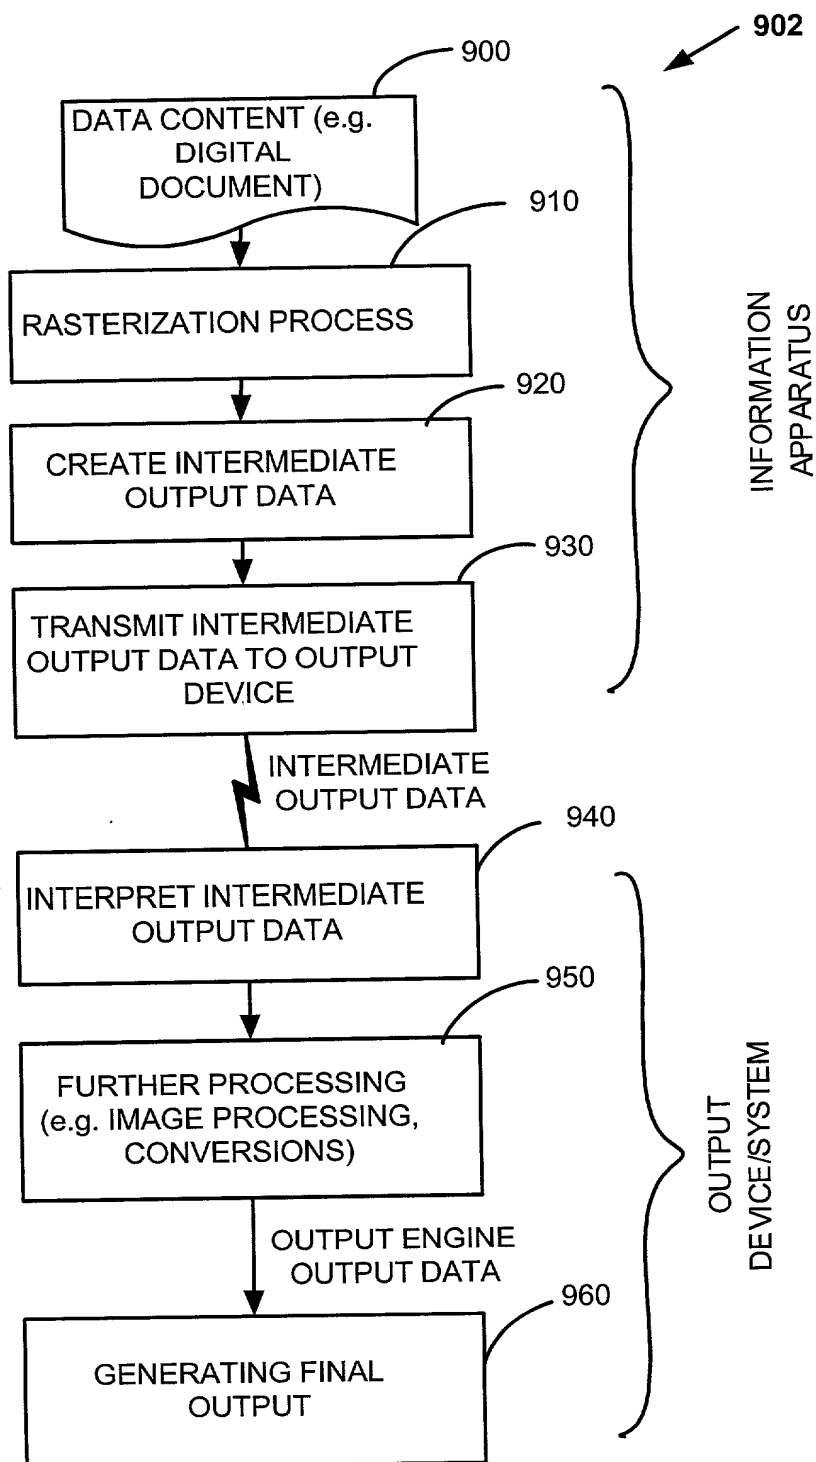 902
900
DATA CONTENT (e.g.
DIGITAL
DOCUMENT)
910
RASTERIZATION PROCESS
920
CREATE INTERMEDIATE
OUTPUT DATA
930
TRANSMIT INTERMEDIATE
OUTPUT DATA TO OUTPUT
DEVICE
INFORMATION
APPARATUS
INTERMEDIATE
OUTPUT DATA
940
INTERPRET INTERMEDIATE
OUTPUT DATA
950
FURTHER PROCESSING
(e.g. IMAGE PROCESSING,
CONVERSIONS)
OUTPUT ENGINE
OUTPUT DATA
960
GENERATING FINAL
OUTPUT
OUTPUT
DEVICE/SYSTEM